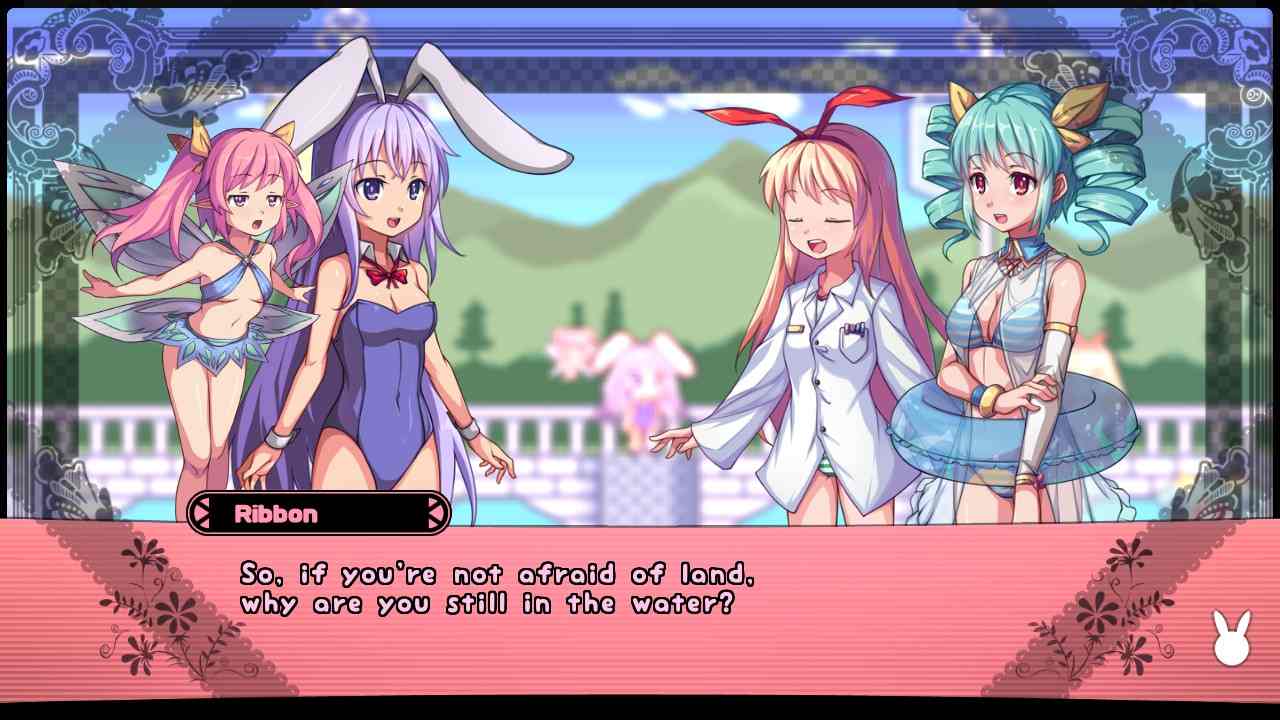 Ribbon
So, if you're not afraid of land,
why are you still in the water?